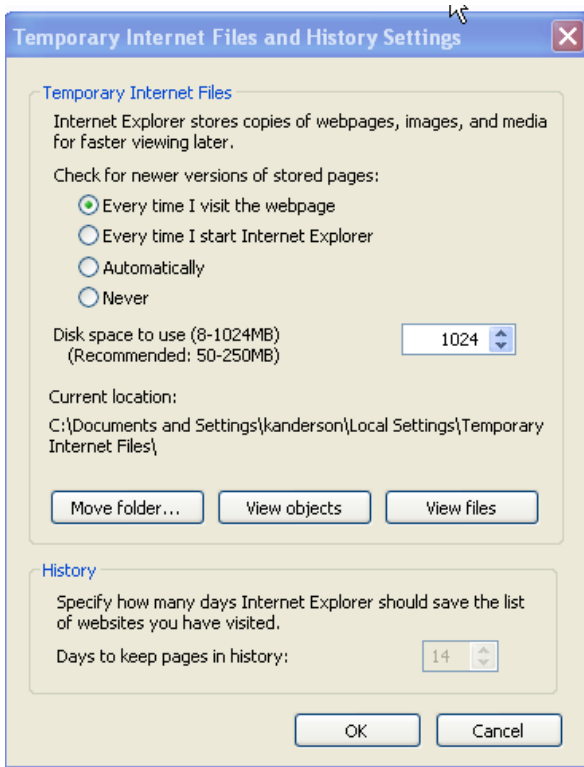 Temporary Internet Files and History Settings
Temporary Internet Files
Internet Explorer stores copies of webpages, images, and media
for faster viewing later.
Check for newer versions of stored pages:
Every time I visit the webpage
Every time I start Internet Explorer
Automatically
Never
Disk space to use (8-1024MB)
(Recommended: 50-250MB)
1024
Current location:
C:\Documents and Settings\kanderson\Local Settings\Temporary
Internet Files\
Move folder... View objects View files
History
Specify how many days Internet Explorer should save the list
of websites you have visited.
Days to keep pages in history: 14
OK Cancel